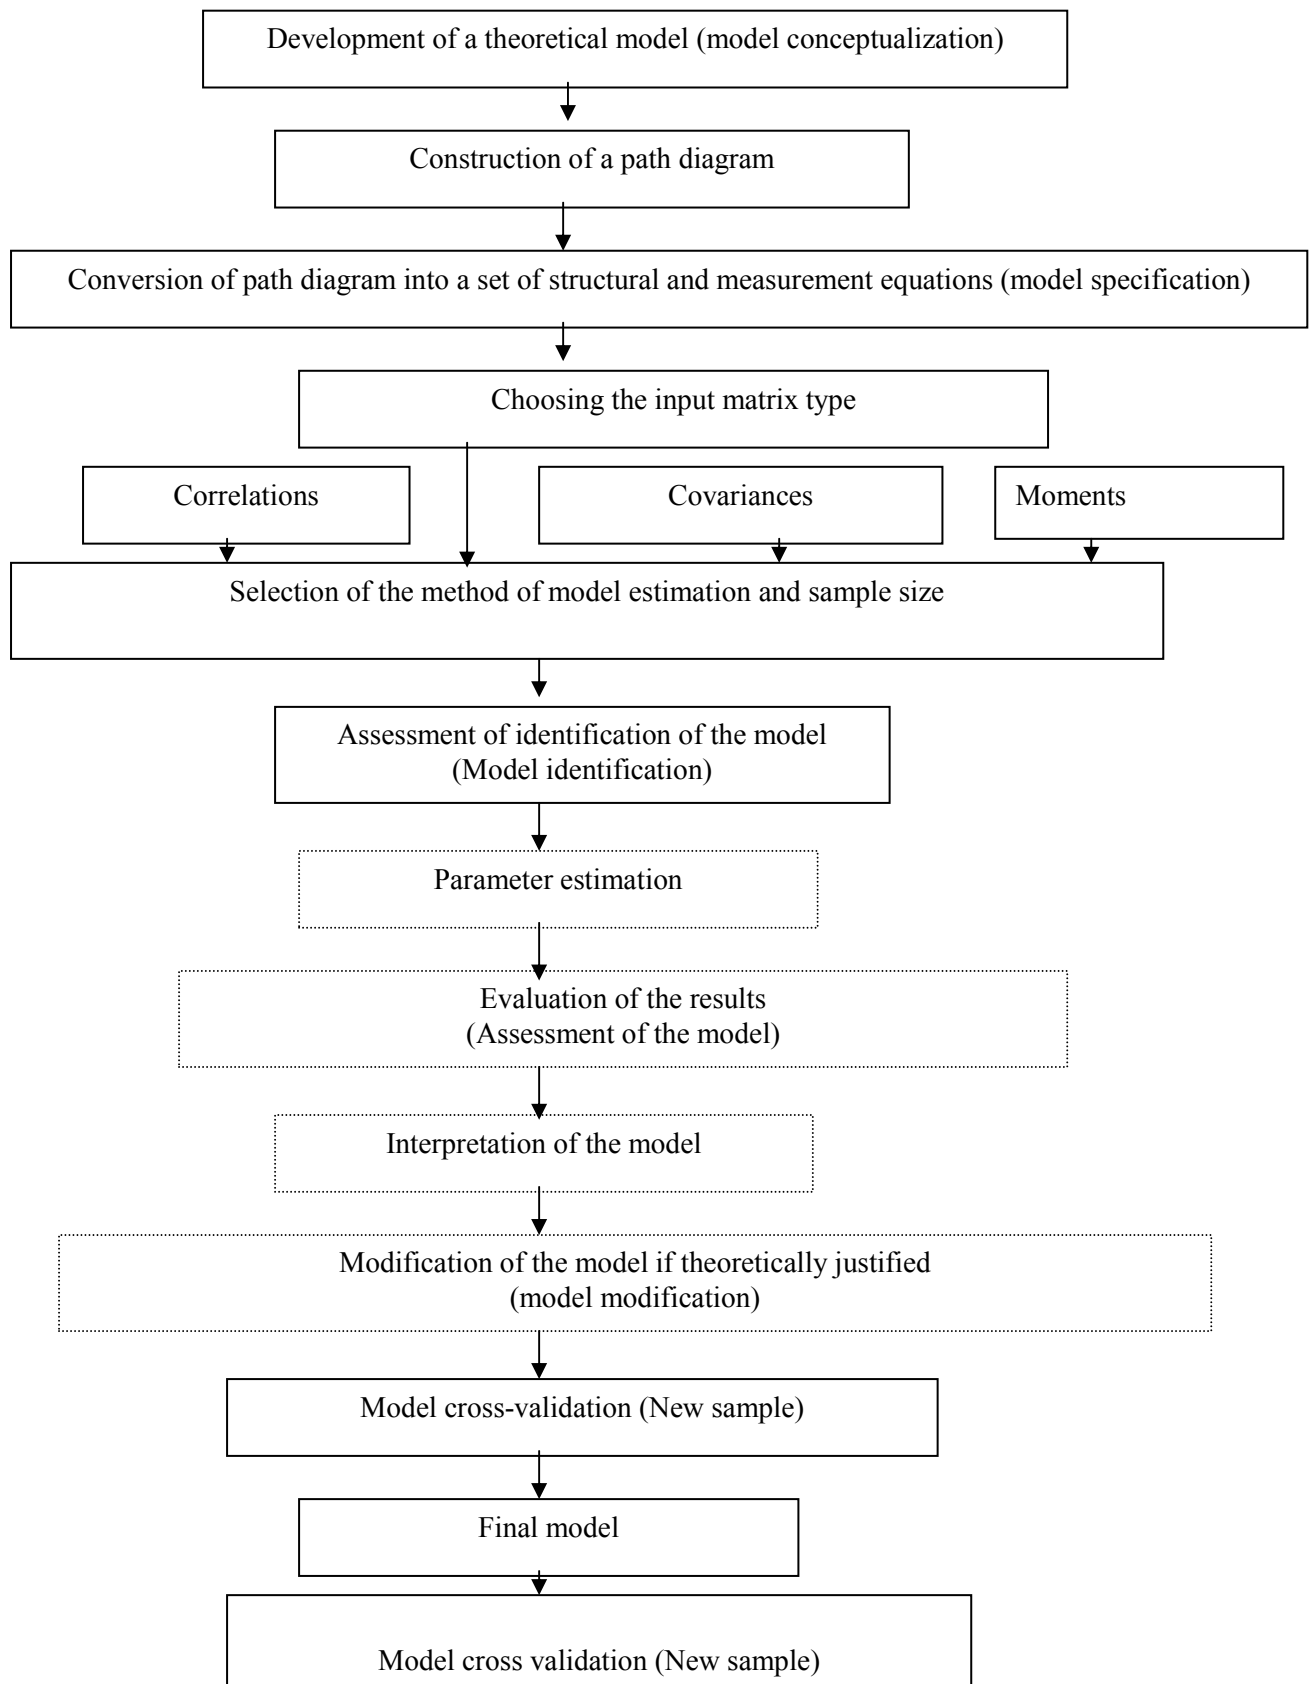 Development of a theoretical model (model conceptualization)
Construction of a path diagram
Conversion of path diagram into a set of structural and measurement equations (model specification)
Choosing the input matrix type
Correlations
Covariances
Moments
Selection of the method of model estimation and sample size
Assessment of identification of the model
(Model identification)
Parameter estimation
Evaluation of the results
(Assessment of the model)
Interpretation of the model
Modification of the model if theoretically justified
(model modification)
Model cross-validation (New sample)
Final model
Model cross validation (New sample)